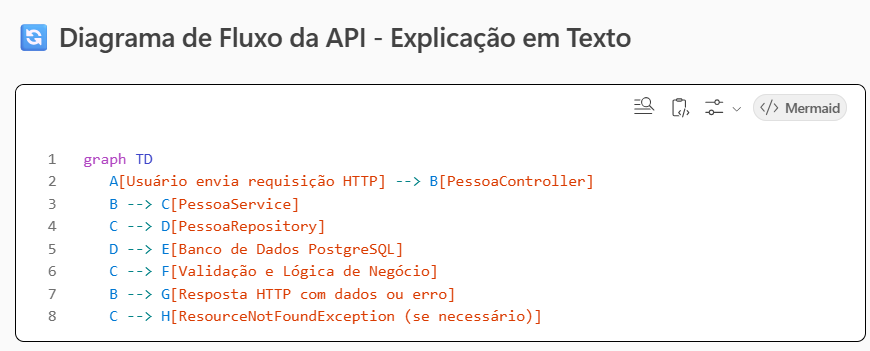 Diagrama de Fluxo da API - Explicação em Texto
</> Mermaid
1 graph TD
2 A[Usuário envia requisição HTTP] --> B[PessoaController]
3 B --> C[PessoaService]
4 C --> D[PessoaRepository]
5 D --> E[Banco de Dados PostgreSQL]
6 C --> F[Validação e Lógica de Negócio]
7 B --> G[Resposta HTTP com dados ou erro]
8 C --> H[ResourceNotFoundException (se necessário)]